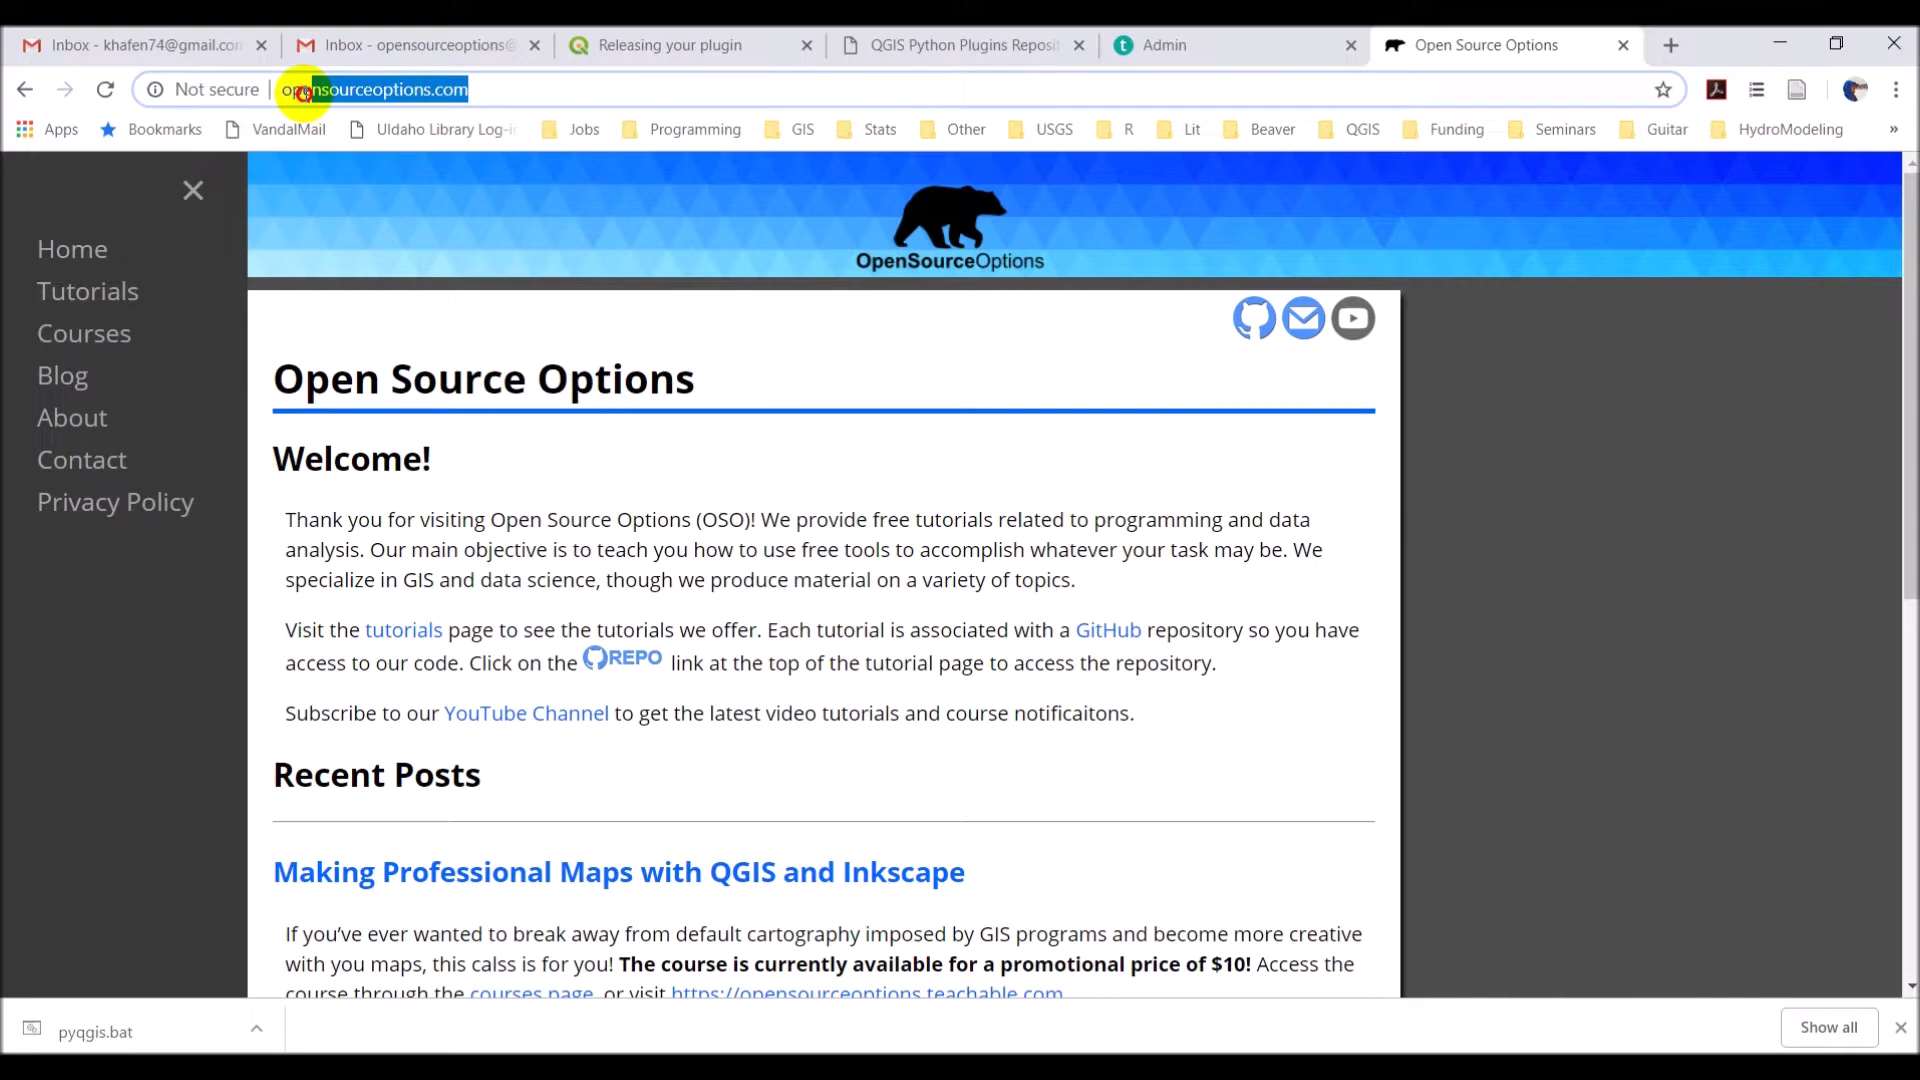 Inbox - khafen74@gmail.com
Inbox - opensourceoptions@
Releasing your plugin
QGIS Python Plugins Reposit
Admin
Open Source Options
Not secure
opensourceoptions.com
Apps
Bookmarks
VandalMail
UIdaho Library Log-i
Jobs
Programming
GIS
Stats
Other
USGS
R
Lit
Beaver
QGIS
Funding
Seminars
Guitar
HydroModeling
»
Home
Tutorials
Courses
Blog
About
Contact
Privacy Policy
OpenSourceOptions
Open Source Options
Welcome!
Thank you for visiting Open Source Options (OSO)! We provide free tutorials related to programming and data
analysis. Our main objective is to teach you how to use free tools to accomplish whatever your task may be. We
specialize in GIS and data science, though we produce material on a variety of topics.
Visit the tutorials page to see the tutorials we offer. Each tutorial is associated with a GitHub repository so you have
access to our code. Click on the REPO link at the top of the tutorial page to access the repository.
Subscribe to our YouTube Channel to get the latest video tutorials and course notificaitons.
Recent Posts
Making Professional Maps with QGIS and Inkscape
If you've ever wanted to break away from default cartography imposed by GIS programs and become more creative
with you maps, this calss is for you! The course is currently available for a promotional price of $10! Access the
course through the courses page, or visit https://opensourceoptions.teachable.com
pyqgis.bat
Show all